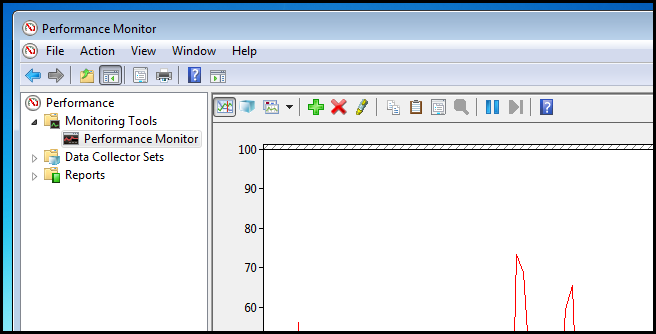 Performance Monitor
File Action View Window Help
Performance
Monitoring Tools
Performance Monitor
Data Collector Sets
Reports
100
90
80
70
60